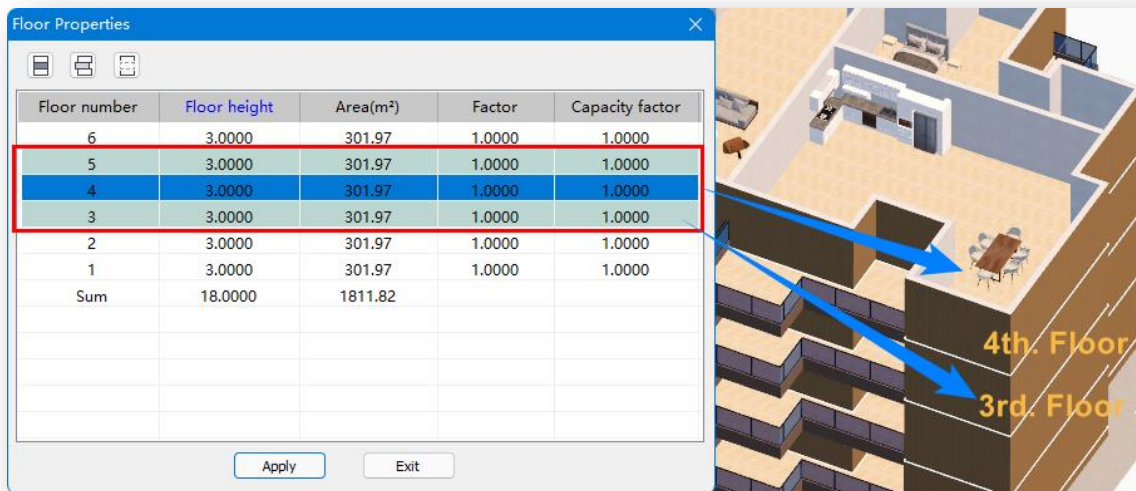 Floor Properties
Floor number Floor height Area(m²) Factor Capacity factor
6 3.0000 301.97 1.0000 1.0000
5 3.0000 301.97 1.0000 1.0000
4 3.0000 301.97 1.0000 1.0000
3 3.0000 301.97 1.0000 1.0000
2 3.0000 301.97 1.0000 1.0000
1 3.0000 301.97 1.0000 1.0000
Sum 18.0000 1811.82
Apply Exit
4th. Floor
3rd. Floor